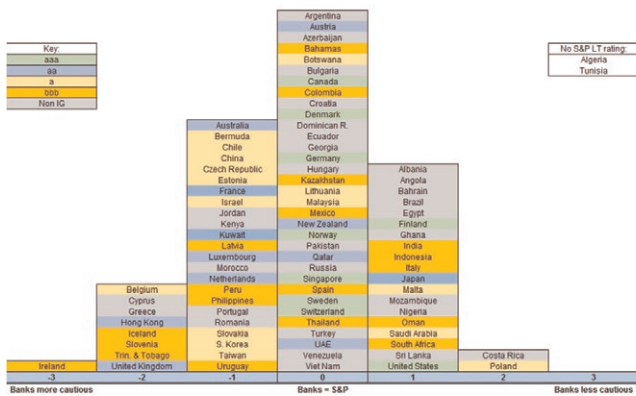 Key:
aaa
aa
a
bbb
Non IG
No S&P LT rating:
Algeria
Tunisia
Ireland
Belgium
Cyprus
Greece
Hong Kong
Iceland
Slovenia
Trin. & Tobago
United Kingdom
Australia
Bermuda
Chile
China
Czech Republic
Estonia
France
Israel
Jordan
Kenya
Kuwait
Latvia
Luxembourg
Morocco
Netherlands
Peru
Philippines
Portugal
Romania
Slovakia
S. Korea
Taiwan
Uruguay
Argentina
Austria
Azerbaijan
Bahamas
Botswana
Bulgaria
Canada
Colombia
Croatia
Denmark
Dominican R.
Ecuador
Georgia
Germany
Hungary
Kazakhstan
Lithuania
Malaysia
Mexico
New Zealand
Norway
Pakistan
Qatar
Russia
Singapore
Spain
Sweden
Switzerland
Thailand
Turkey
UAE
Venezuela
Viet Nam
Albania
Angola
Bahrain
Brazil
Egypt
Finland
Ghana
India
Indonesia
Italy
Japan
Malta
Mozambique
Nigeria
Oman
Saudi Arabia
South Africa
Sri Lanka
United States
Costa Rica
Poland
-3 -2 -1 0 1 2 3
Banks more cautious Banks = S&P Banks less cautious